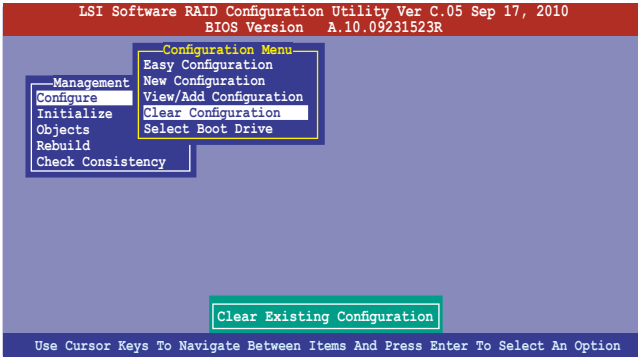 LSI Software RAID Configuration Utility Ver C.05 Sep 17, 2010
BIOS Version A.10.09231523R
Configuration Menu
Easy Configuration
New Configuration
View/Add Configuration
Clear Configuration
Select Boot Drive
Management
Configure
Initialize
Objects
Rebuild
Check Consistency
Clear Existing Configuration
Use Cursor Keys To Navigate Between Items And Press Enter To Select An Option